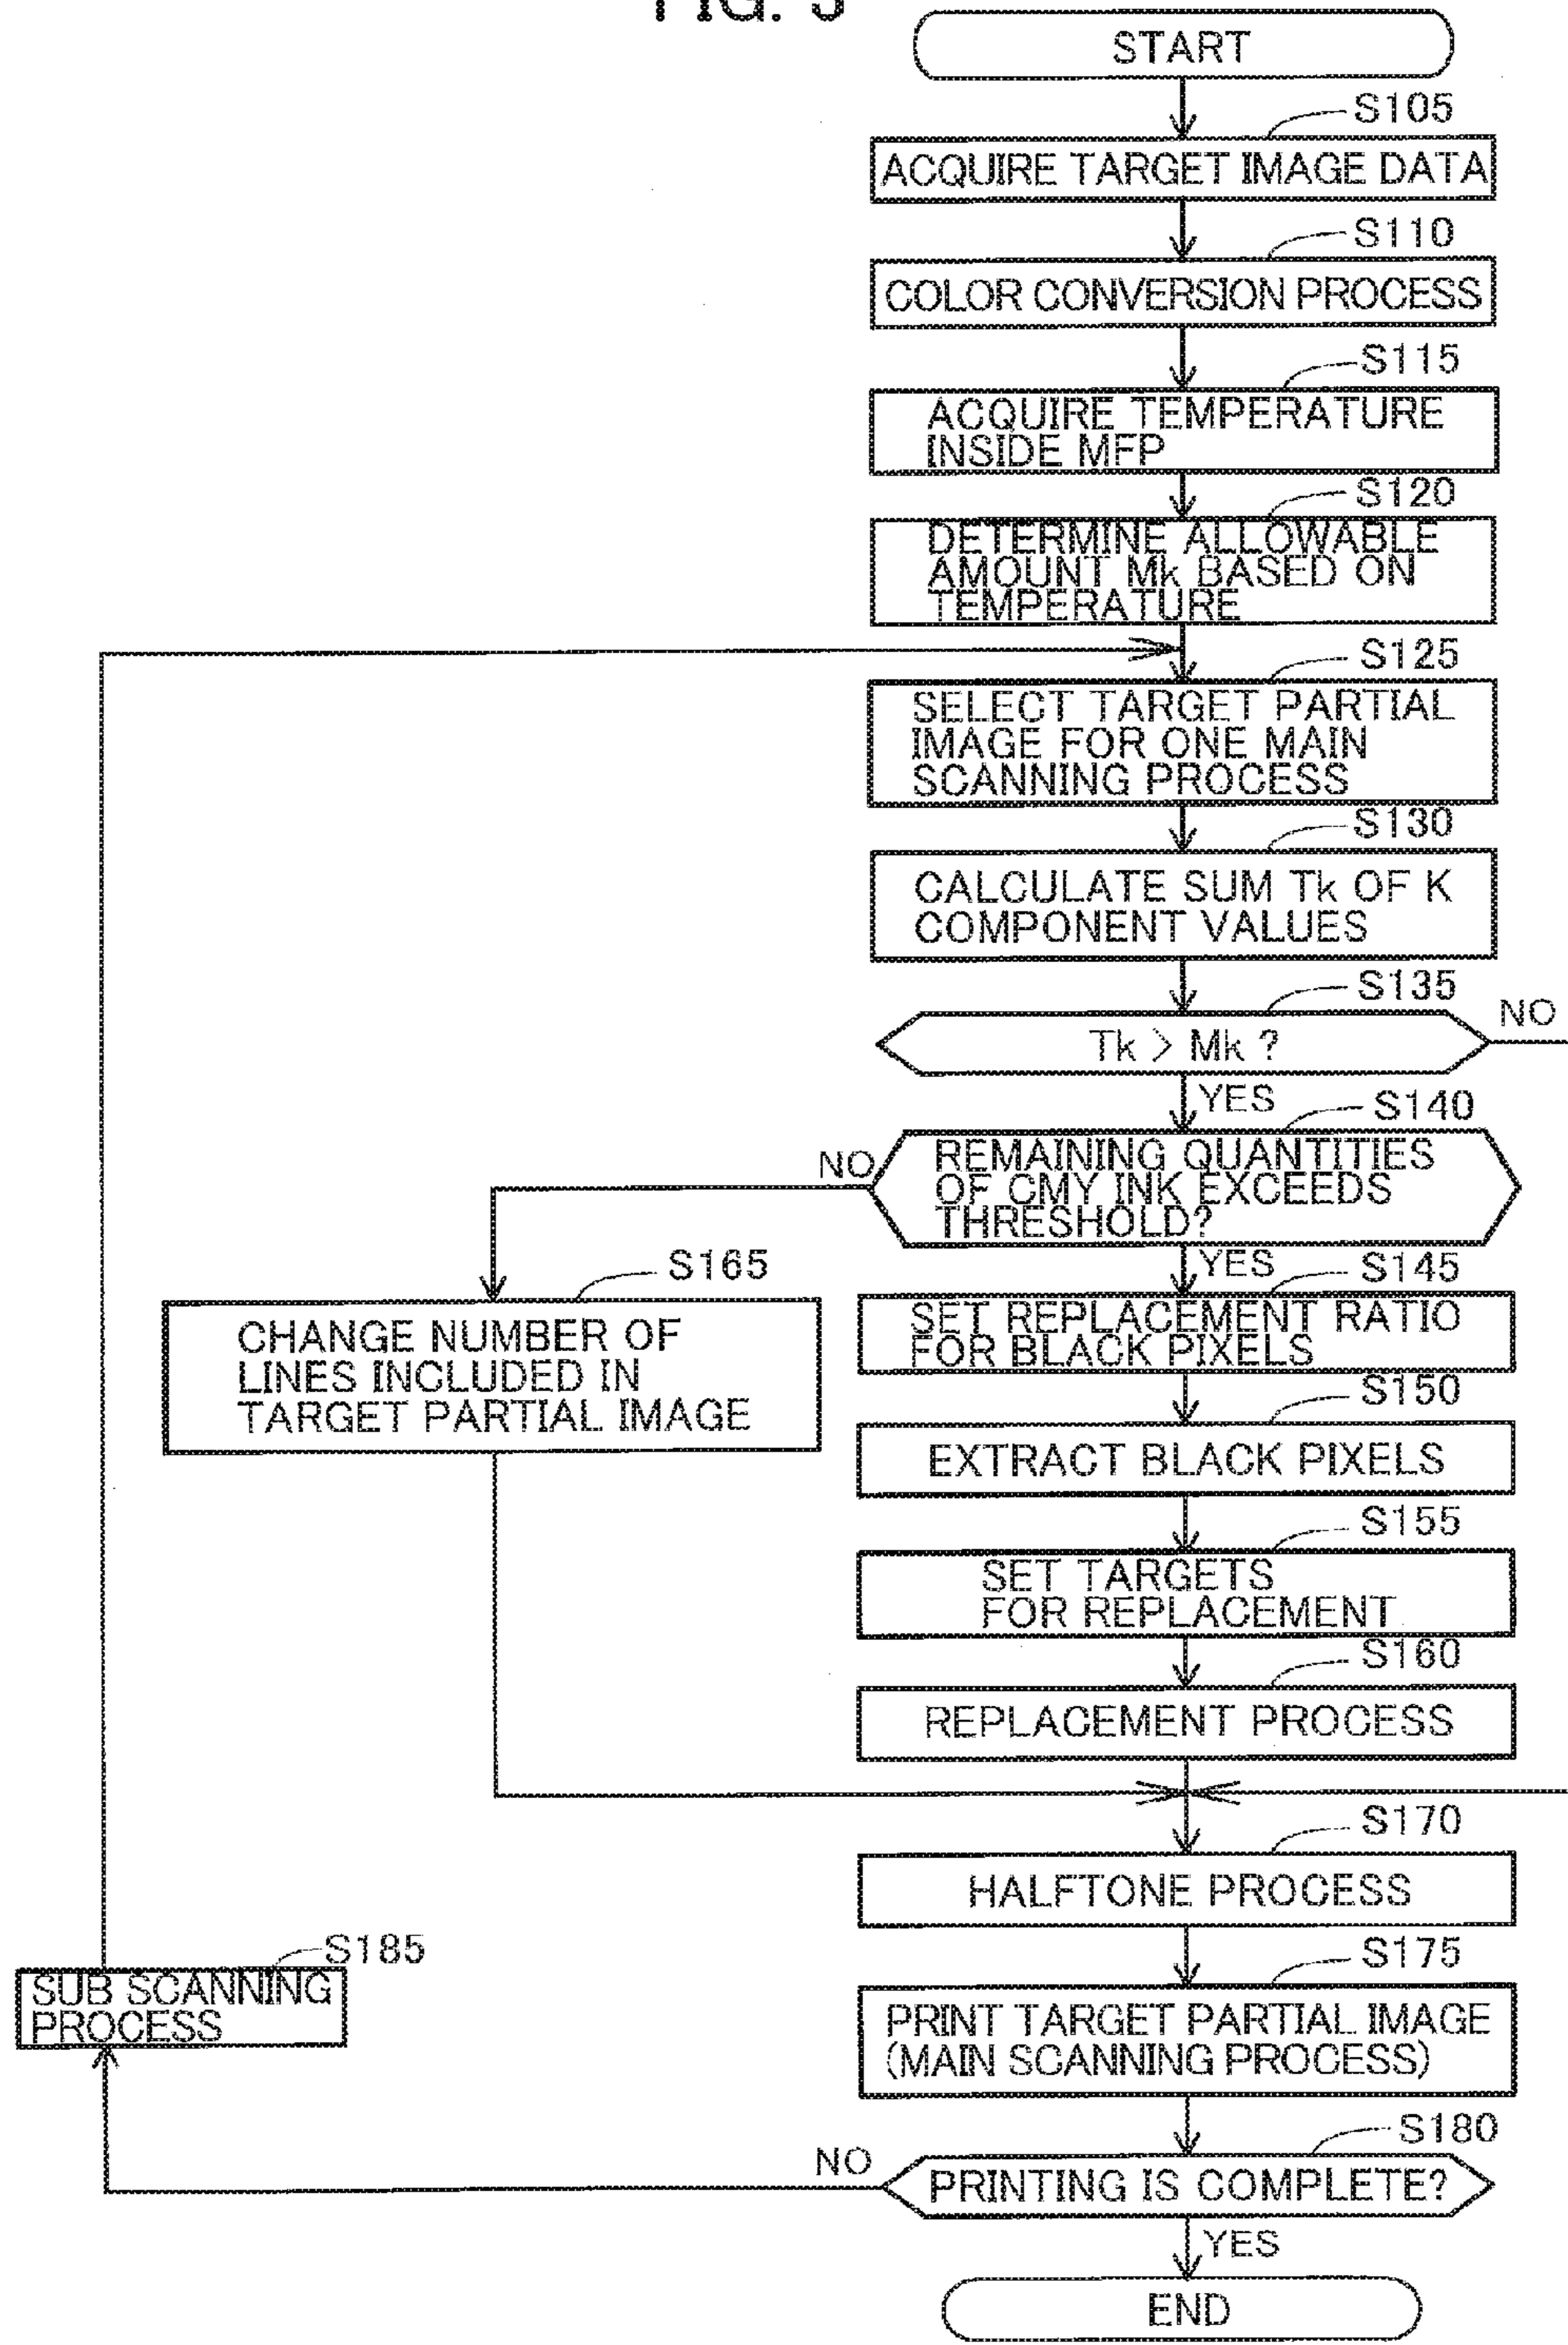 FIG. 3
START
S105
ACQUIRE TARGET IMAGE DATA
S110
COLOR CONVERSION PROCESS
S115
ACQUIRE TEMPERATURE
INSIDE MFP
S120
DETERMINE ALLOWABLE
AMOUNT Mk BASED ON
TEMPERATURE
S125
SELECT TARGET PARTIAL
IMAGE FOR ONE MAIN
SCANNING PROCESS
S130
CALCULATE SUM Tk OF K
COMPONENT VALUES
S135
Tk > Mk ?
NO
YES
S140
REMAINING QUANTITIES
OF CMY INK EXCEEDS
THRESHOLD?
NO
YES
S145
SET REPLACEMENT RATIO
FOR BLACK PIXELS
S165
CHANGE NUMBER OF
LINES INCLUDED IN
TARGET PARTIAL IMAGE
S150
EXTRACT BLACK PIXELS
S155
SET TARGETS
FOR REPLACEMENT
S160
REPLACEMENT PROCESS
S170
HALFTONE PROCESS
S175
PRINT TARGET PARTIAL IMAGE
(MAIN SCANNING PROCESS)
S185
SUB SCANNING
PROCESS
S180
PRINTING IS COMPLETE?
NO
YES
END